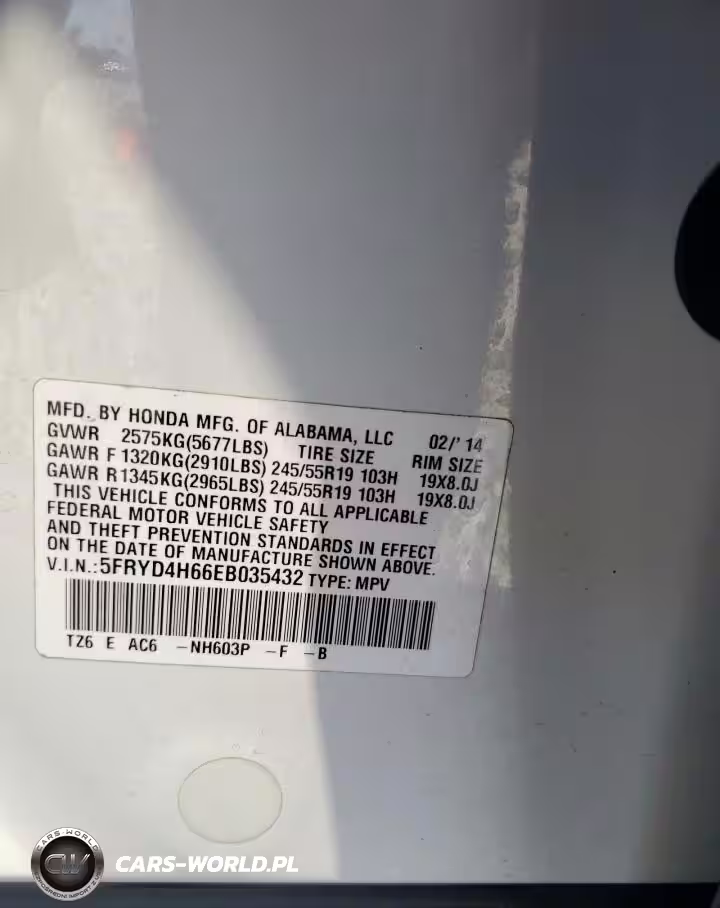 MFD. BY HONDA MFG. OF ALABAMA, LLC 02/'14
GVWR 2575KG(5677LBS) TIRE SIZE RIM SIZE
GAWR F 1320KG(2910LBS) 245/55R19 103H 19X8.0J
GAWR R 1345KG(2965LBS) 245/55R19 103H 19X8.0J
THIS VEHICLE CONFORMS TO ALL APPLICABLE
FEDERAL MOTOR VEHICLE SAFETY
AND THEFT PREVENTION STANDARDS IN EFFECT
ON THE DATE OF MANUFACTURE SHOWN ABOVE.
V.I.N.:5FRYD4H66EB035432 TYPE: MPV
TZ6 E AC6 -NH603P -F -B
CARS-WORLD
CW
CARS-WORLD.PL